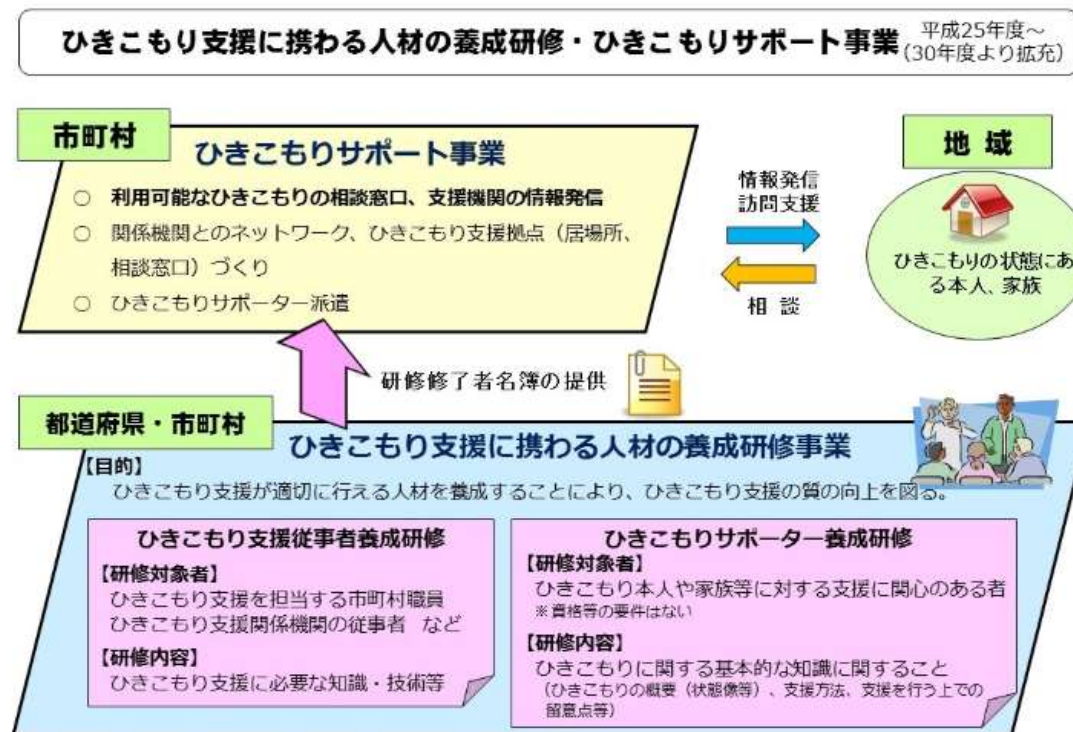 ひきこもり支援に携わる人材の養成研修・ひきこもりサポート事業
平成25年度~
(30年度より拡充)
市町村
ひきこもりサポート事業
○ 利用可能なひきこもりの相談窓口、支援機関の情報発信
○ 関係機関とのネットワーク、ひきこもり支援拠点(居場所、
相談窓口)づくり
○ ひきこもりサポーター派遣
情報発信
訪問支援
相 談
地 域
ひきこもりの状態にあ
る本人、家族
研修修了者名簿の提供
都道府県・市町村
ひきこもり支援に携わる人材の養成研修事業
【目的】
ひきこもり支援が適切に行える人材を養成することにより、ひきこもり支援の質の向上を図る。
ひきこもり支援従事者養成研修
【研修対象者】
ひきこもり支援を担当する市町村職員
ひきこもり支援関係機関の従事者 など
【研修内容】
ひきこもり支援に必要な知識・技術等
ひきこもりサポーター養成研修
【研修対象者】
ひきこもり本人や家族等に対する支援に関心のある者
※資格等の要件はない
【研修内容】
ひきこもりに関する基本的な知識に関すること
(ひきこもりの概要(状態像等)、支援方法、支援を行う上での
留意点等)